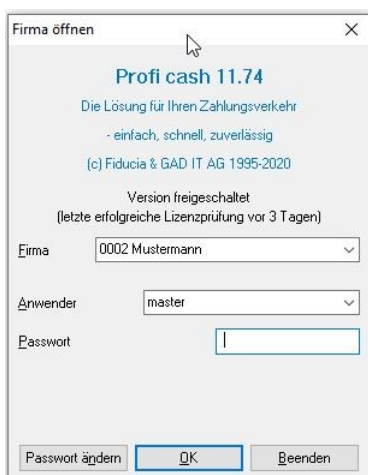 Firma öffnen
Profi cash 11.74
Die Lösung für Ihren Zahlungsverkehr
- einfach, schnell, zuverlässig
(c) Fiducia & GAD IT AG 1995-2020
Version freigeschaltet
(letzte erfolgreiche Lizenzprüfung vor 3 Tagen)
Firma 0002 Mustermann
Anwender master
Passwort
Passwort ändern OK Beenden